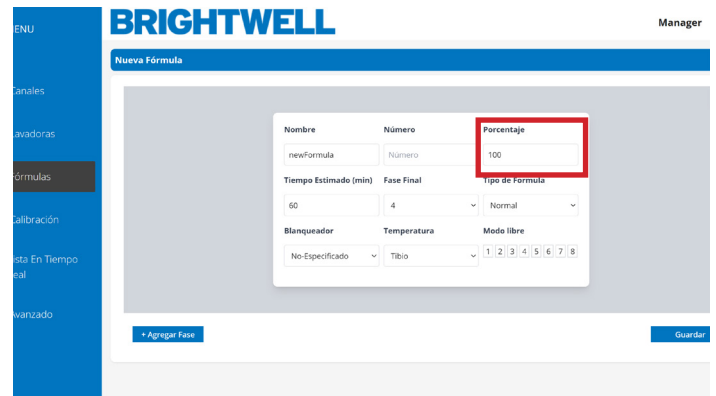 ENU
BRIGHTWELL
Manager
Nueva Fórmula
Canales
Lavadoras
Fórmulas
Calibración
ista En Tiempo
eal
Avanzado
Nombre Número Porcentaje
newFormula Número 100
Tiempo Estimado (min) Fase Final Tipo de Formula
60 4 Normal
Blanqueador Temperatura Modo libre
No-Especificado Tibio 1 2 3 4 5 6 7 8
+ Agregar Fase
Guardar